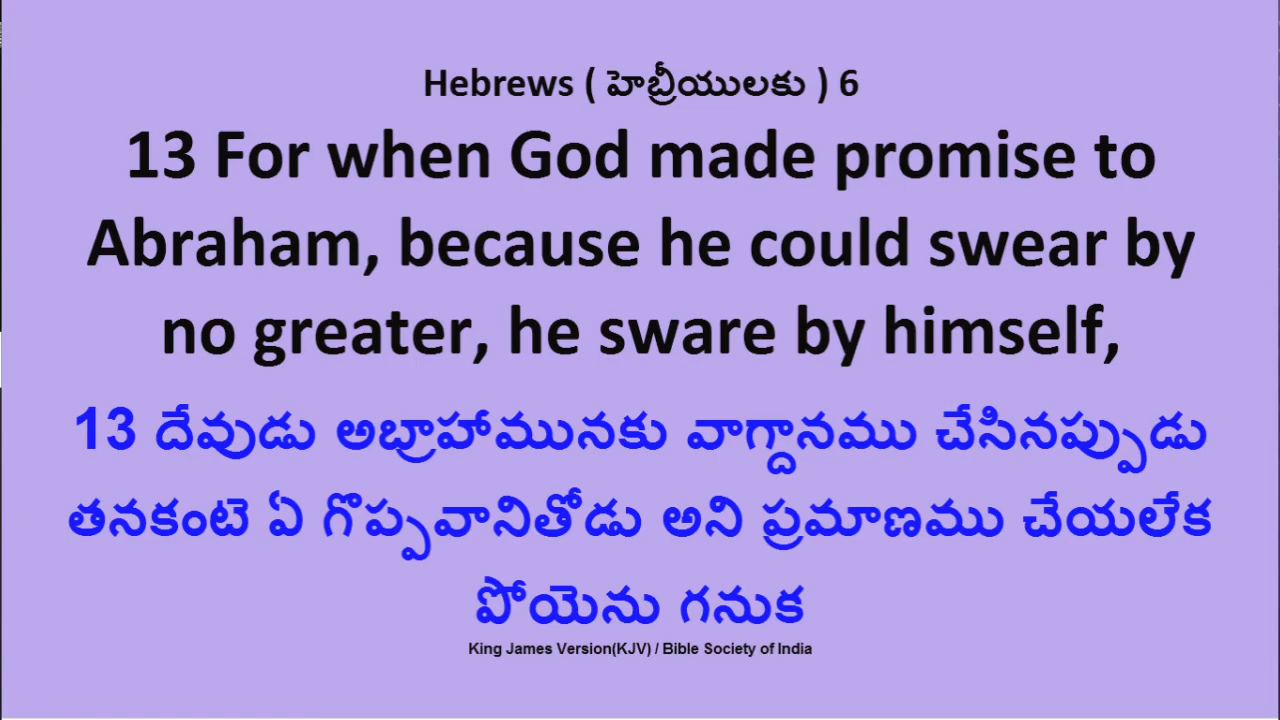 Hebrews ( హెబ్రీయులకు ) 6
13 For when God made promise to
Abraham, because he could swear by
no greater, he sware by himself,
13 దేవుడు అబ్రాహామునకు వాగ్దానము చేసినప్పుడు
తనకంటె ఏ గొప్పవానితోడు అని ప్రమాణము చేయలేక
పోయెను గనుక
King James Version(KJV) / Bible Society of India